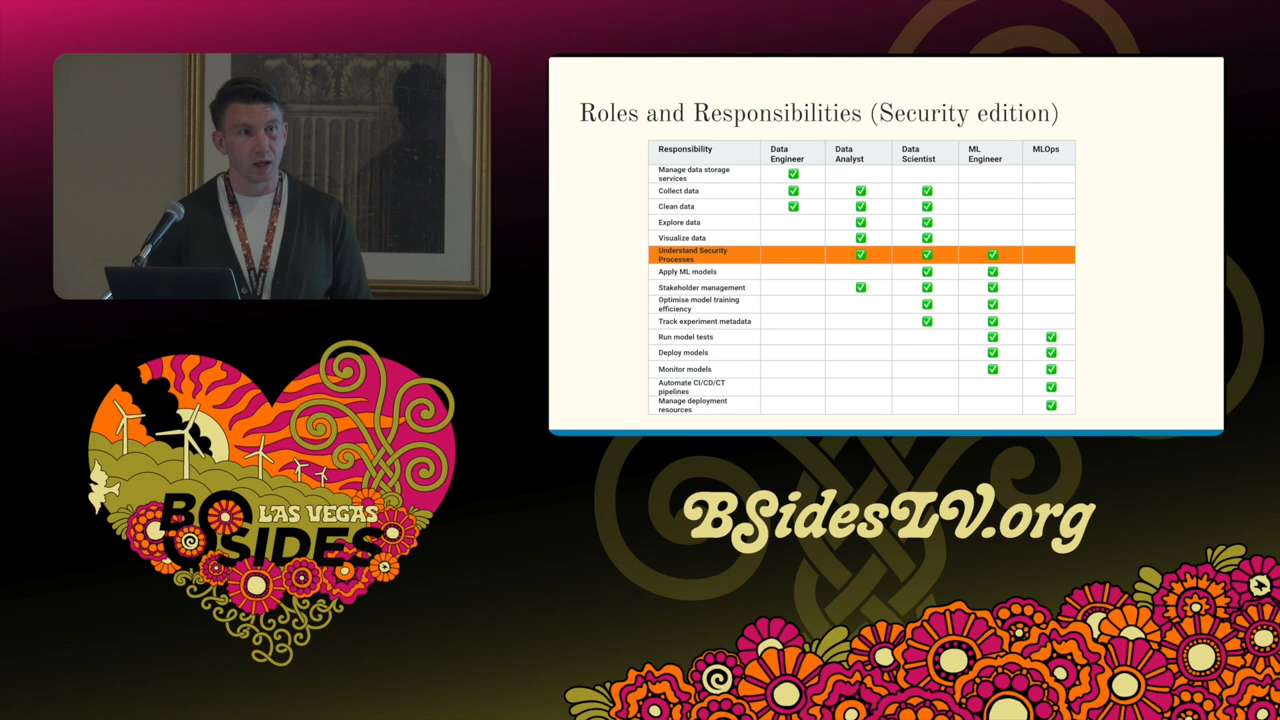 Roles and Responsibilities (Security edition)
Responsibility Data Engineer Data Analyst Data Scientist ML Engineer MLOps
Manage data storage services ✅
Collect data ✅ ✅ ✅
Clean data ✅ ✅ ✅
Explore data ✅ ✅
Visualize data ✅ ✅
Understand Security Processes ✅ ✅ ✅
Apply ML models ✅ ✅
Stakeholder management ✅ ✅ ✅
Optimise model training efficiency ✅ ✅
Track experiment metadata ✅ ✅
Run model tests ✅ ✅
Deploy models ✅ ✅
Monitor models ✅ ✅
Automate CI/CD/CT pipelines ✅
Manage deployment resources ✅
BSIDES
LAS VEGAS
23
BSidesLV.org